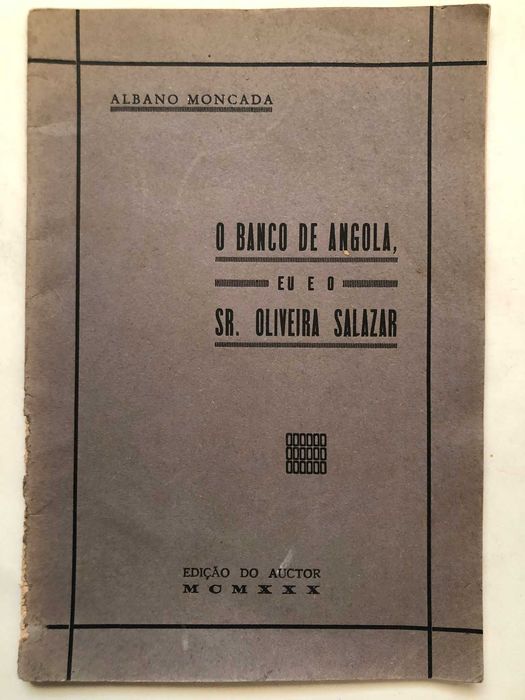 ALBANO MONCADA
O BANCO DE ANGOLA,
EU E O
SR. OLIVEIRA SALAZAR
EDIÇÃO DO AUCTOR
MCMXXX